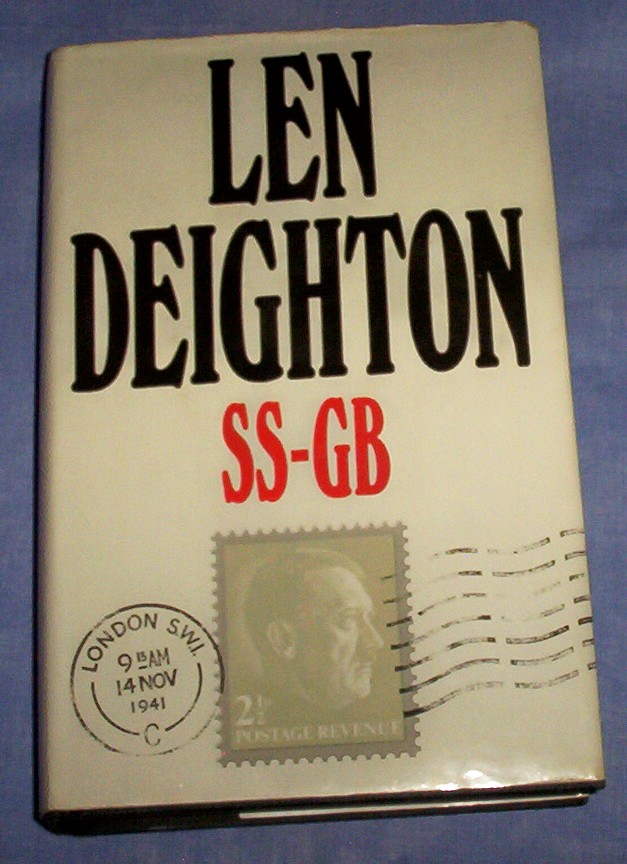 LEN
DEIGHTON
SS-GB
LONDON S.W.1.
9 15 AM
14 NOV
1941
C
2½
POSTAGE REVENUE